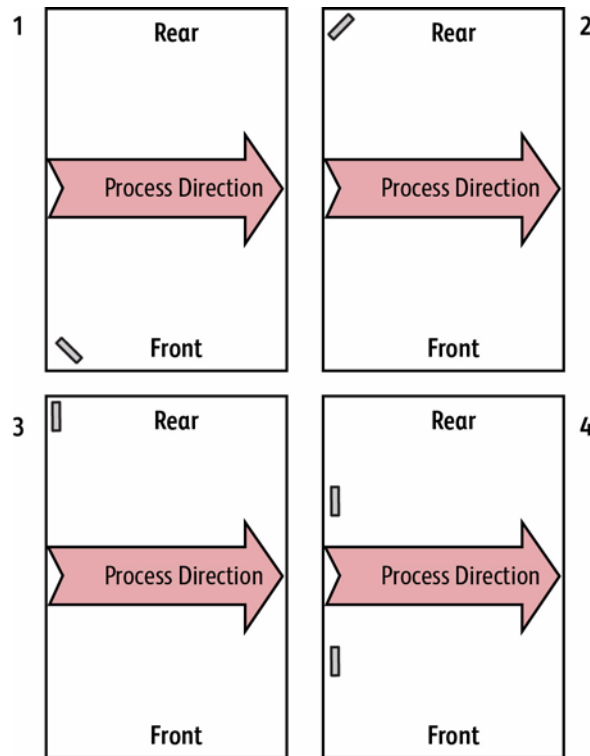 1
Rear
Process Direction
Front
2
Rear
Process Direction
Front
3
Rear
Process Direction
Front
4
Rear
Process Direction
Front